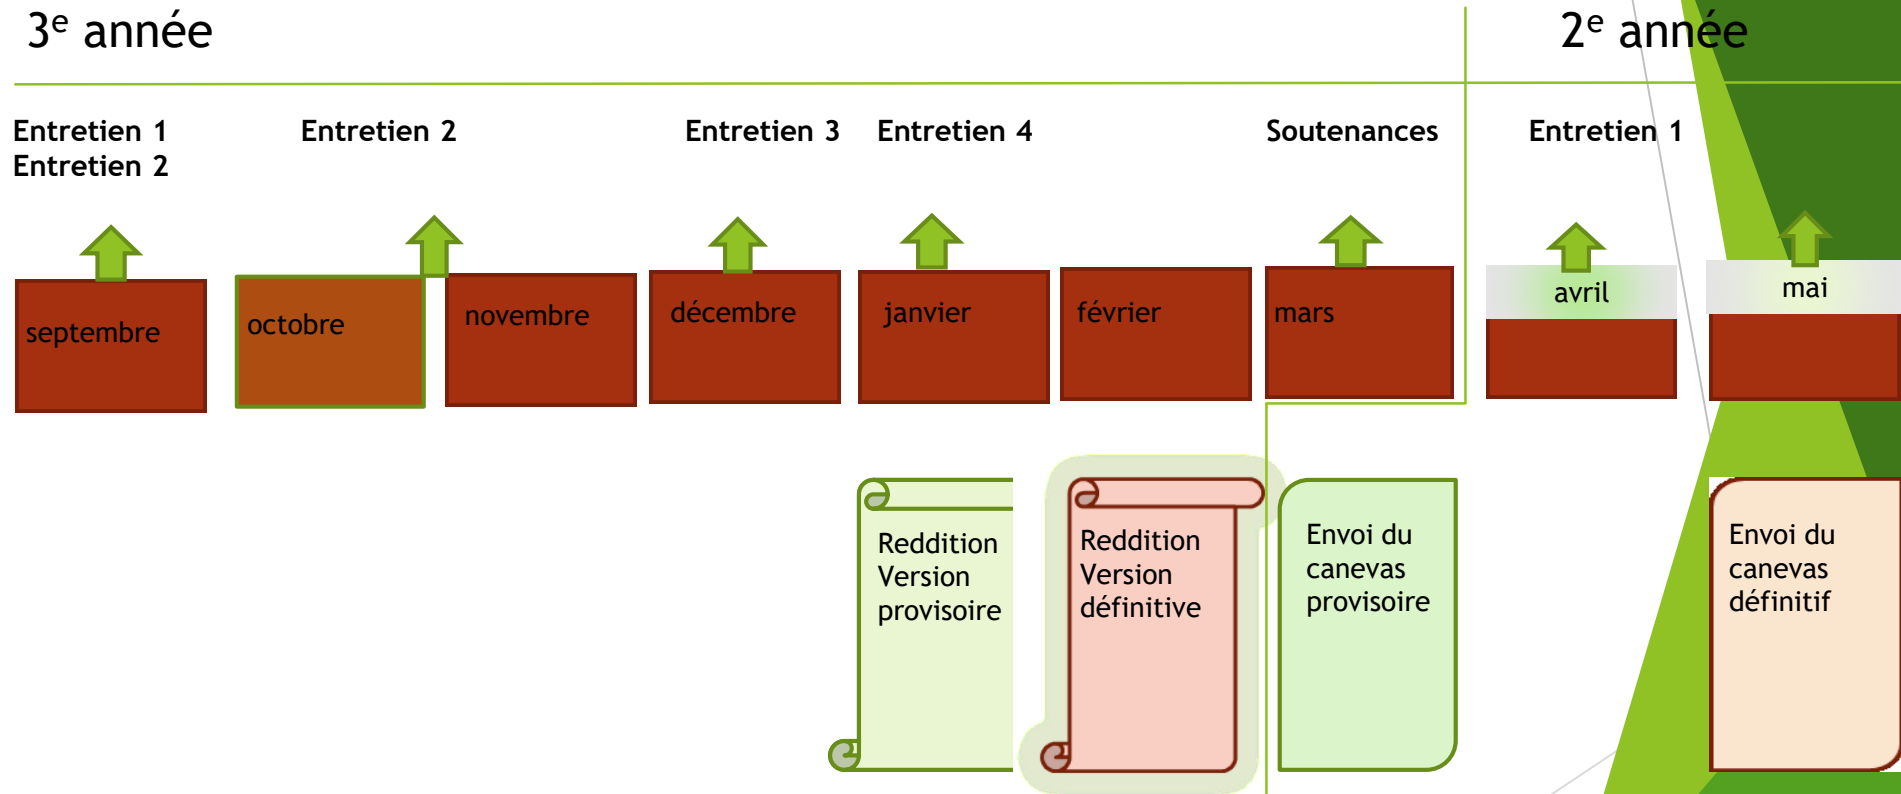 3e année
2e année
Entretien 1
Entretien 2
Entretien 2
Entretien 3
Entretien 4
Soutenances
Entretien 1
septembre
octobre
novembre
décembre
janvier
février
mars
avril
mai
Reddition
Version
provisoire
Reddition
Version
définitive
Envoi du
canevas
provisoire
Envoi du
canevas
définitif